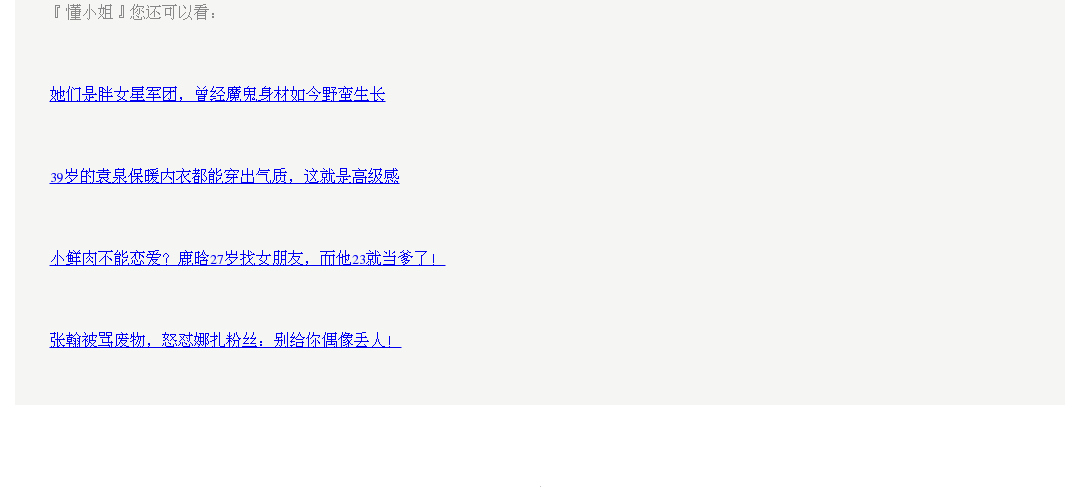 『 懂小姐 』您还可以看：
她们是胖女星军团，曾经魔鬼身材如今野蛮生长
39岁的袁泉保暖内衣都能穿出气质，这就是高级感
小鲜肉不能恋爱？鹿晗27岁找女朋友，而他23就当爹了！
张翰被骂废物，怒怼娜扎粉丝：别给你偶像丢人！